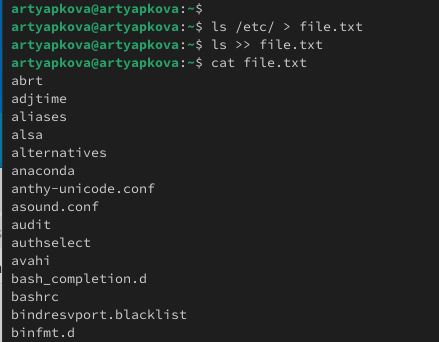 artyapkova@artyapkova:~$
artyapkova@artyapkova:~$ ls /etc/ > file.txt
artyapkova@artyapkova:~$ ls >> file.txt
artyapkova@artyapkova:~$ cat file.txt
abrt
adjtime
aliases
alsa
alternatives
anaconda
anthy-unicode.conf
asound.conf
audit
authselect
avahi
bash_completion.d
bashrc
bindresvport.blacklist
binfmt.d